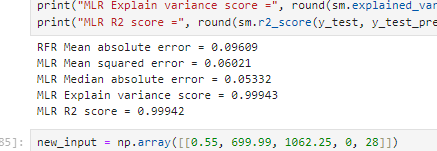 print("MLR Explain variance score =", round(sm.explained_var
print("MLR R2 score =", round(sm.r2_score(y_test, y_test_pre
RFR Mean absolute error = 0.09609
MLR Mean squared error = 0.06021
MLR Median absolute error = 0.05332
MLR Explain variance score = 0.99943
MLR R2 score = 0.99942
85]: new_input = np.array([[0.55, 699.99, 1062.25, 0, 28]])